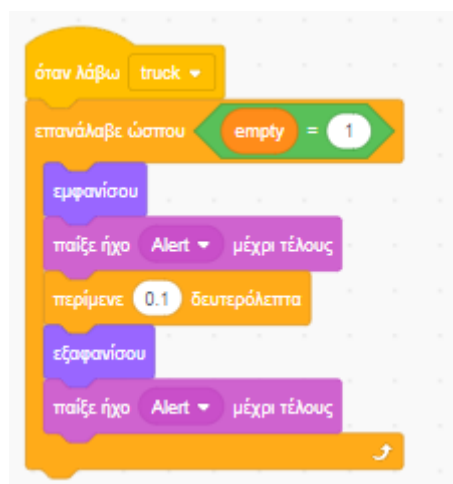 όταν λάβω truck
επανάλαβε ώσπου empty = 1
εμφανίσου
παίξε ήχο Alert μέχρι τέλους
περίμενε 0.1 δευτερόλεπτα
εξαφανίσου
παίξε ήχο Alert μέχρι τέλους